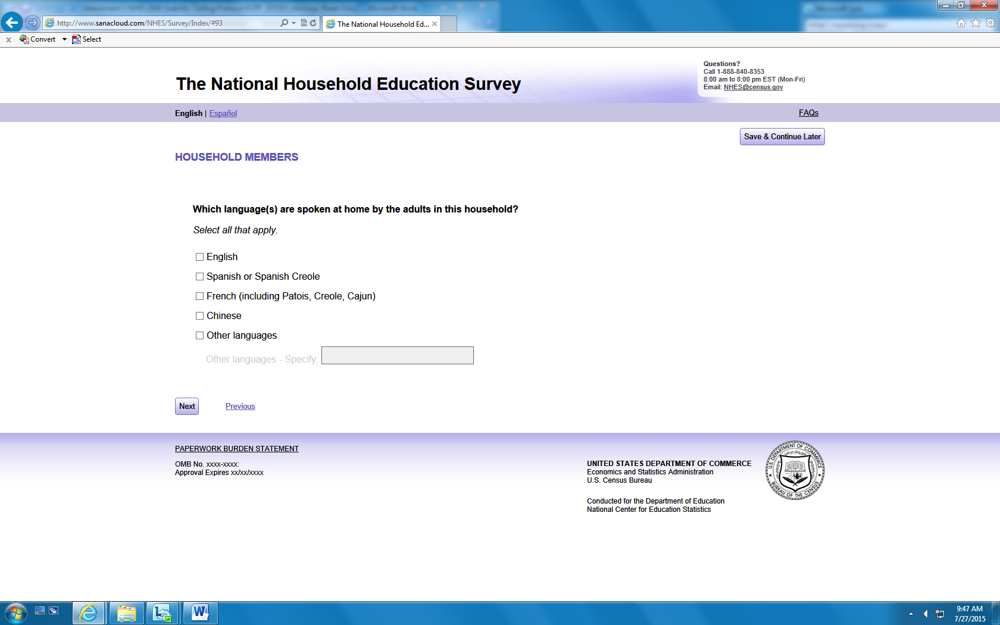 http://www.sanacloud.com/NHES/Survey/Index/#93
The National Household Ed...
x Convert Select
Questions?
Call 1-888-840-8353
8:00 am to 8:00 pm EST (Mon-Fri)
Email: NHES@census.gov
The National Household Education Survey
English | Español
FAQs
Save & Continue Later
HOUSEHOLD MEMBERS
Which language(s) are spoken at home by the adults in this household?
Select all that apply.
English
Spanish or Spanish Creole
French (including Patois, Creole, Cajun)
Chinese
Other languages
Other languages - Specify:
Next Previous
PAPERWORK BURDEN STATEMENT
OMB No. xxxx-xxxx:
Approval Expires xx/xx/xxxx
UNITED STATES DEPARTMENT OF COMMERCE
Economics and Statistics Administration
U.S. Census Bureau
Conducted for the Department of Education
National Center for Education Statistics
U.S. DEPARTMENT OF COMMERCE
BUREAU OF THE CENSUS
9:47 AM
7/27/2015